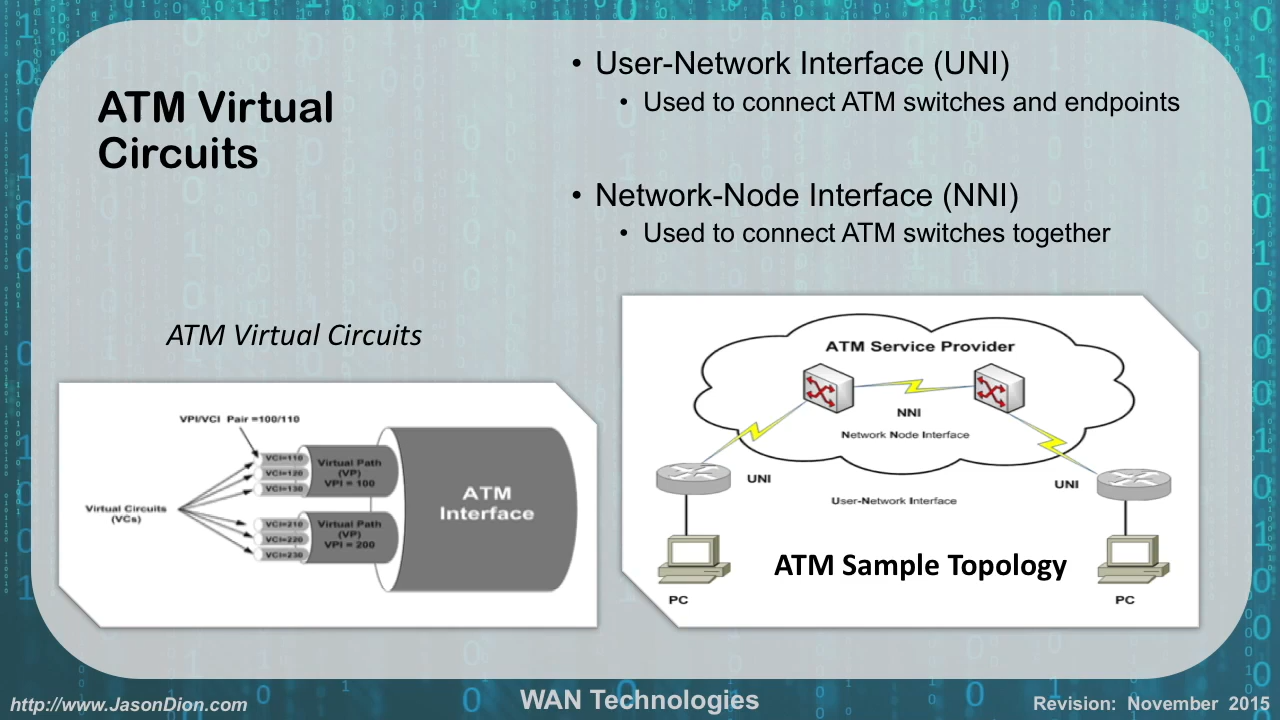 ATM Virtual
Circuits
• User-Network Interface (UNI)
• Used to connect ATM switches and endpoints
• Network-Node Interface (NNI)
• Used to connect ATM switches together
ATM Virtual Circuits
VPI/VCI Pair =100/110
VCI=110
VCI=120
VCI=130
Virtual Path
(VP)
VPI = 100
Virtual Circuits
(VCs)
VCI=210
VCI=220
VCI=230
Virtual Path
(VP)
VPI = 200
ATM
Interface
ATM Service Provider
NNI
Network Node Interface
UNI
UNI
User-Network Interface
ATM Sample Topology
PC
PC
http://www.JasonDion.com
WAN Technologies
Revision: November 2015